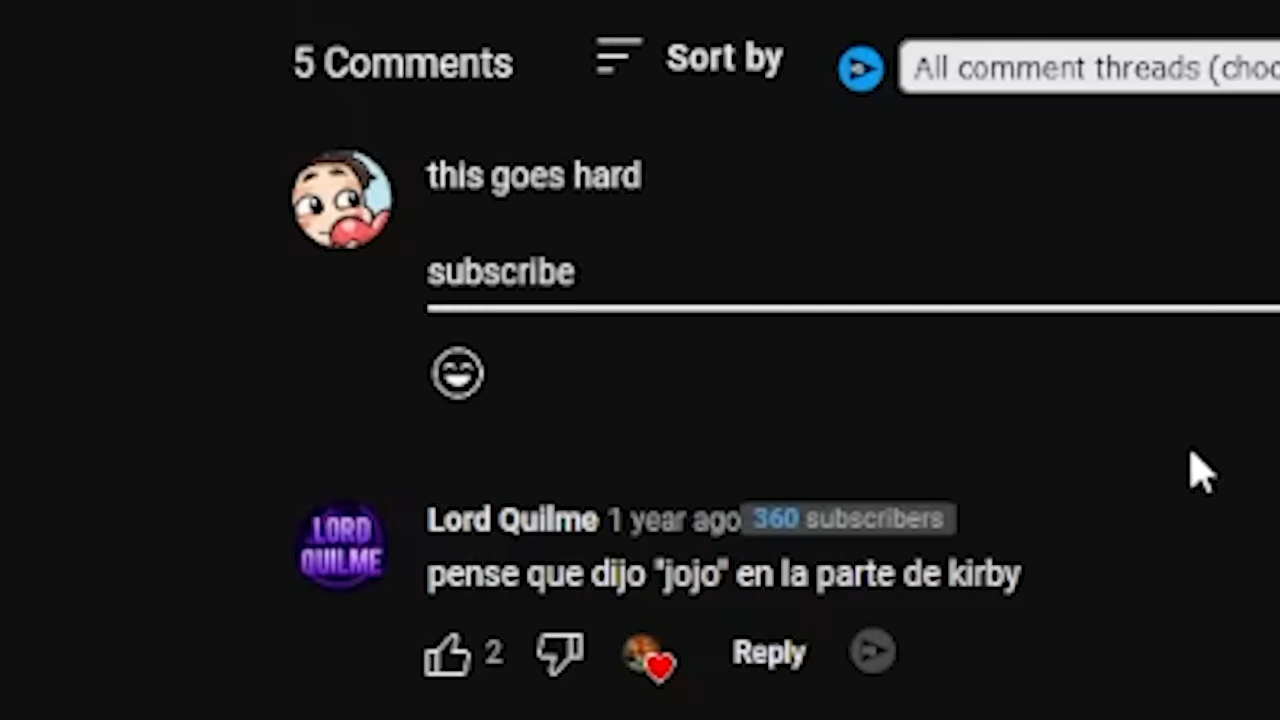 5 Comments Sort by All comment threads (choo
this goes hard
subscribe
LORD
QUILME
Lord Quilme 1 year ago 360 subscribers
pense que dijo "jojo" en la parte de kirby
2 Reply